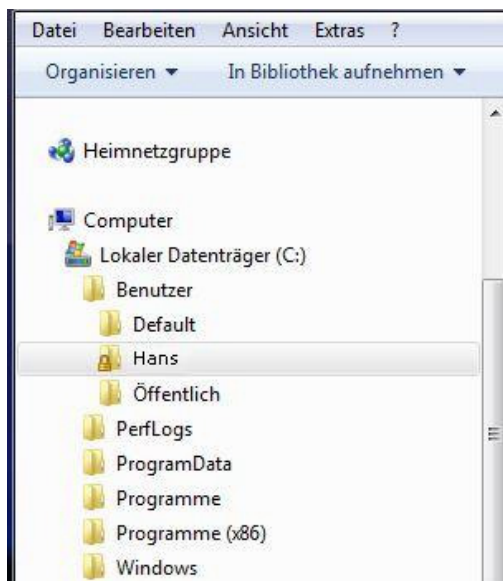 Datei Bearbeiten Ansicht Extras ?
Organisieren In Bibliothek aufnehmen
Heimnetzgruppe
Computer
Lokaler Datenträger (C:)
Benutzer
Default
Hans
Öffentlich
PerfLogs
ProgramData
Programme
Programme (x86)
Windows